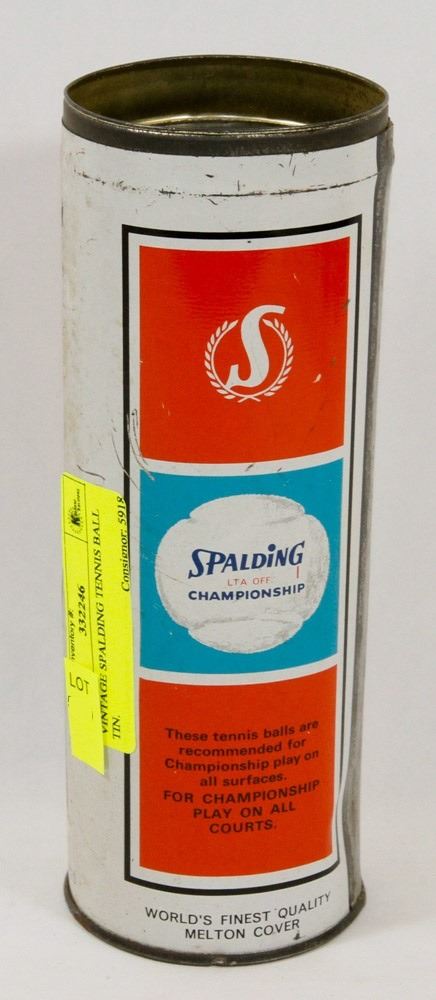 S
SPALDING
LTA OFF.
CHAMPIONSHIP
These tennis balls are
recommended for
Championship play on
all surfaces.
FOR CHAMPIONSHIP
PLAY ON ALL
COURTS.
WORLD'S FINEST QUALITY
MELTON COVER
332246
Consignor: 5918
VINTAGE SPALDING TENNIS BALL
TIN.
LOT